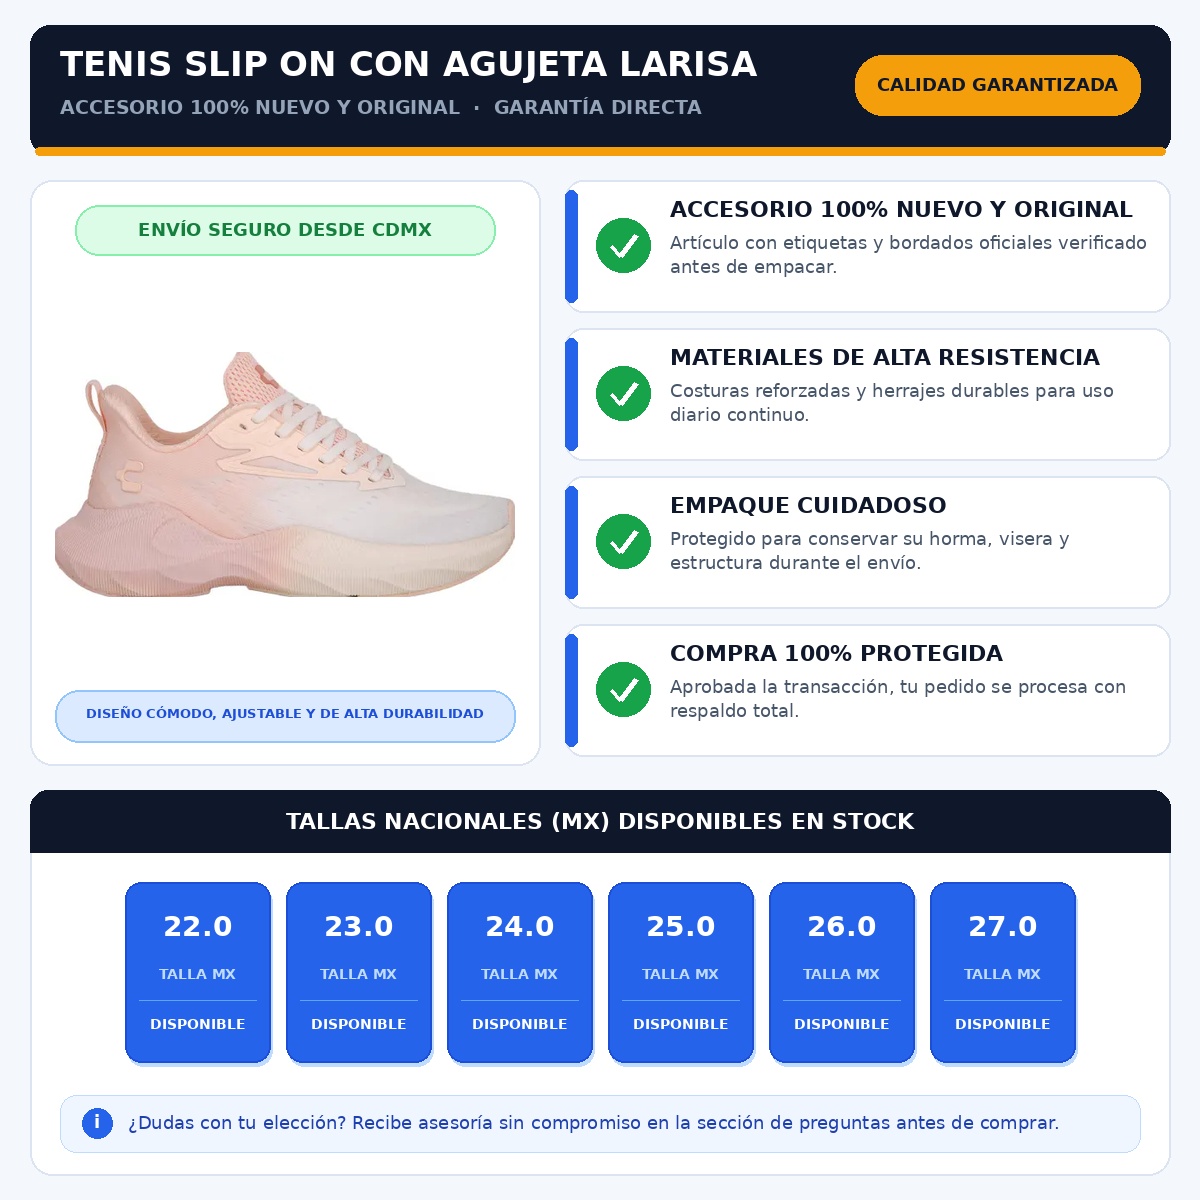 TENIS SLIP ON CON AGUJETA LARISA
ACCESORIO 100% NUEVO Y ORIGINAL · GARANTÍA DIRECTA
CALIDAD GARANTIZADA
ENVÍO SEGURO DESDE CDMX
DISEÑO CÓMODO, AJUSTABLE Y DE ALTA DURABILIDAD
ACCESORIO 100% NUEVO Y ORIGINAL
Artículo con etiquetas y bordados oficiales verificado
antes de empacar.
MATERIALES DE ALTA RESISTENCIA
Costuras reforzadas y herrajes durables para uso
diario continuo.
EMPAQUE CUIDADOSO
Protegido para conservar su horma, visera y
estructura durante el envío.
COMPRA 100% PROTEGIDA
Aprobada la transacción, tu pedido se procesa con
respaldo total.
TALLAS NACIONALES (MX) DISPONIBLES EN STOCK
22.0
TALLA MX
DISPONIBLE
23.0
TALLA MX
DISPONIBLE
24.0
TALLA MX
DISPONIBLE
25.0
TALLA MX
DISPONIBLE
26.0
TALLA MX
DISPONIBLE
27.0
TALLA MX
DISPONIBLE
i ¿Dudas con tu elección? Recibe asesoría sin compromiso en la sección de preguntas antes de comprar.